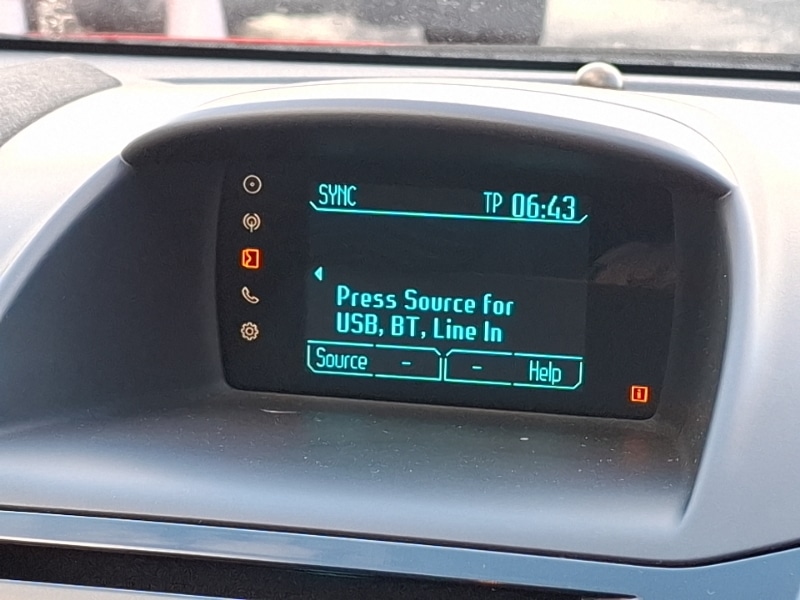 SYNC TP 06:43
Press Source for
USB, BT, Line In
Source - - Help
i